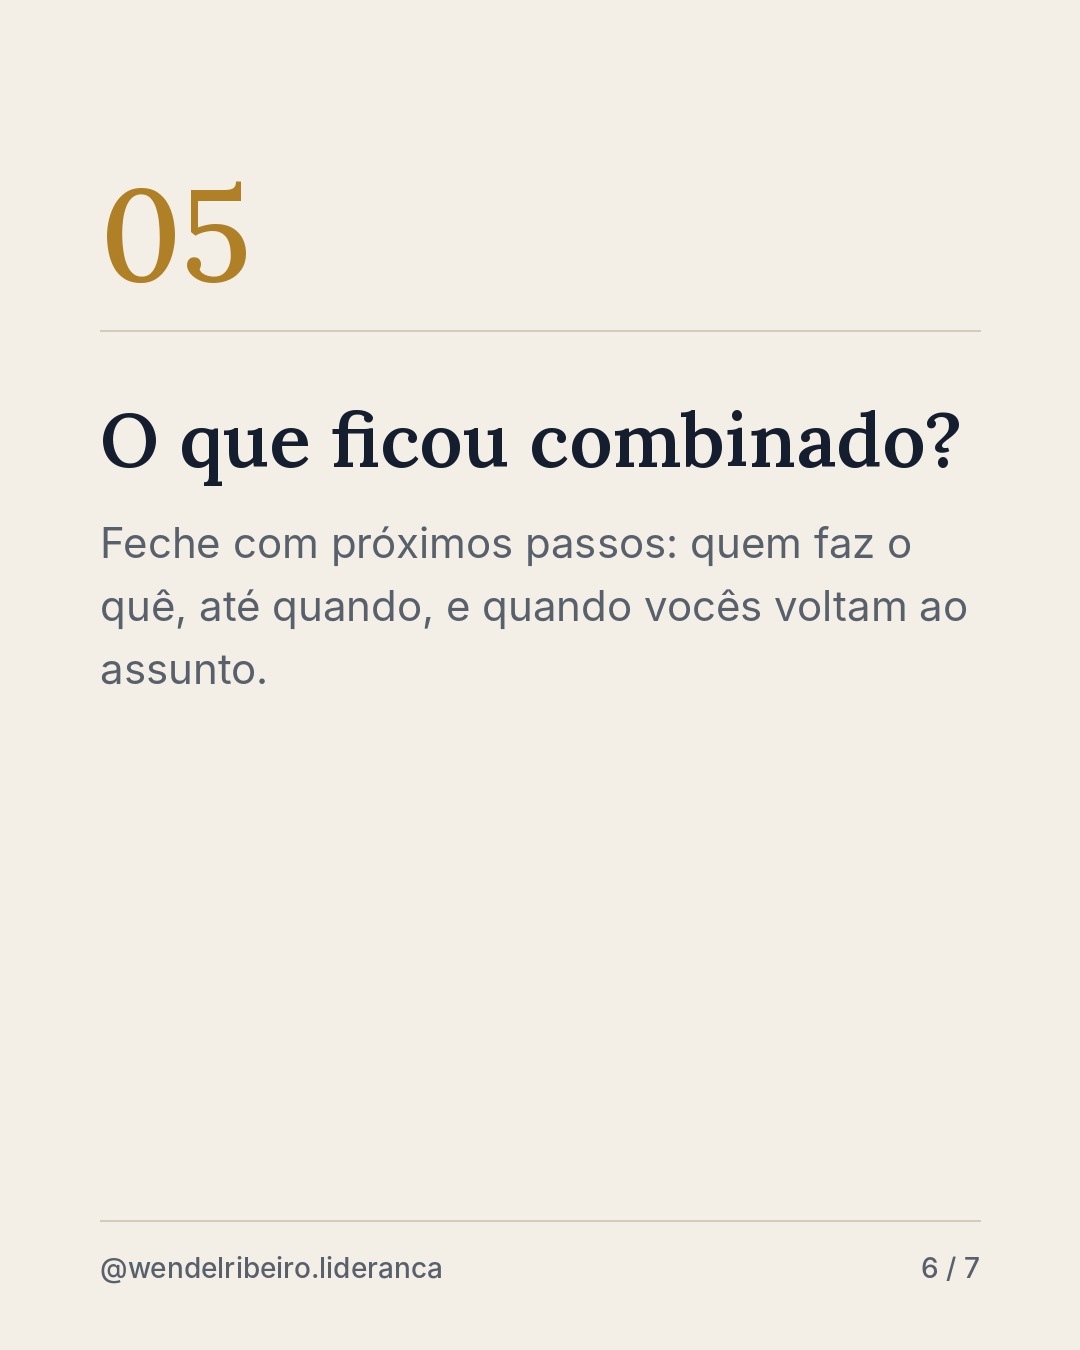 05
O que ficou combinado?
Feche com próximos passos: quem faz o
quê, até quando, e quando vocês voltam ao
assunto.
@wendelribeiro.lideranca
6 / 7